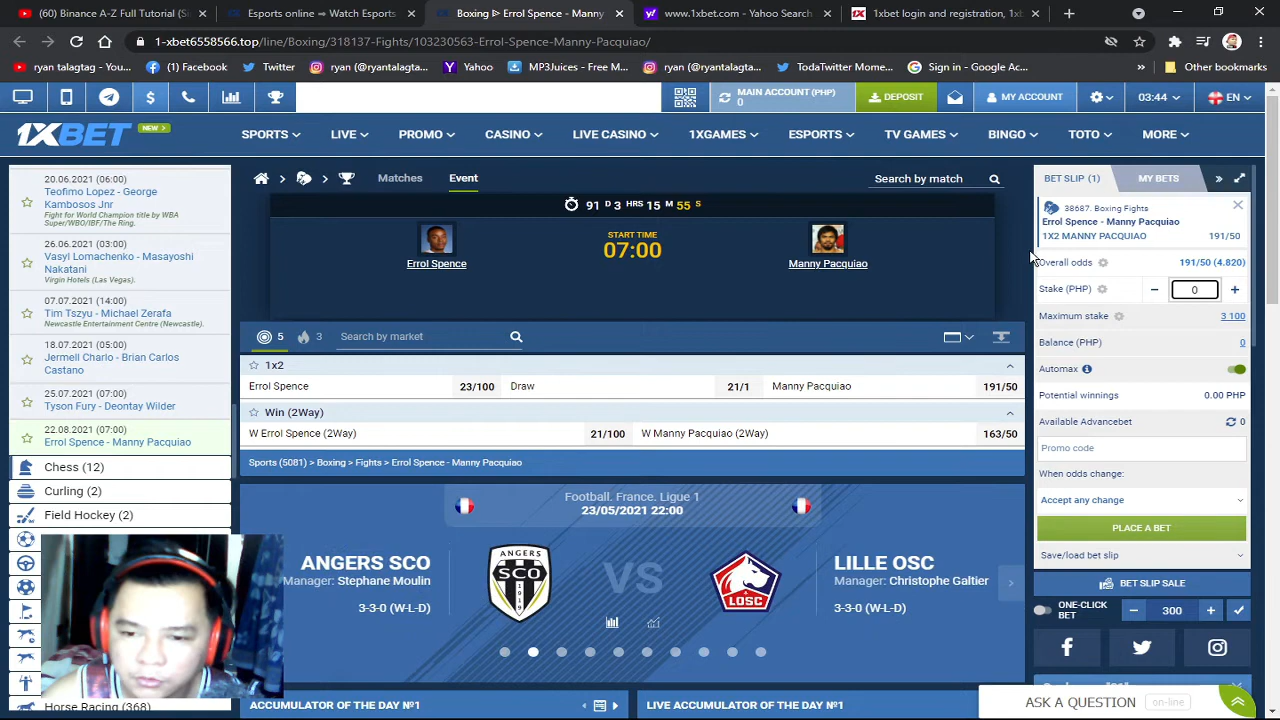 (60) Binance A-Z Full Tutorial (Si
Esports online ⇒ Watch Esports
Boxing ᐉ Errol Spence - Manny
www.1xbet.com - Yahoo Search
1xbet login and registration, 1xb
1-xbet6558566.top/line/Boxing/318137-Fights/103230563-Errol-Spence-Manny-Pacquiao/
ryan talagtag - You...
(1) Facebook
Twitter
instagram (@ryantalagta...
Yahoo
MP3Juices - Free M...
instagram (@ryantal...
TodaTwitter Mome...
Sign in - Google Ac...
»
Other bookmarks
MAIN ACCOUNT (PHP)
0
DEPOSIT
MY ACCOUNT
03:44
EN
1XBET
NEW
SPORTS
LIVE
PROMO
CASINO
LIVE CASINO
1XGAMES
ESPORTS
TV GAMES
BINGO
TOTO
MORE
20.06.2021 (06:00)
Teofimo Lopez - George
Kambosos Jnr
Fight for World Champion title by WBA
Super/WBO/IBF/The Ring.
26.06.2021 (03:00)
Vasyl Lomachenko - Masayoshi
Nakatani
Virgin Hotels (Las Vegas).
07.07.2021 (14:00)
Tim Tszyu - Michael Zerafa
Newcastle Entertainment Centre (Newcastle).
18.07.2021 (05:00)
Jermell Charlo - Brian Carlos
Castano
25.07.2021 (07:00)
Tyson Fury - Deontay Wilder
22.08.2021 (07:00)
Errol Spence - Manny Pacquiao
Chess (12)
Curling (2)
Field Hockey (2)
Horse Racing (368)
Matches
Event
Search by match
91 D 3 HRS 15 M 55 S
START TIME
07:00
Errol Spence
Manny Pacquiao
5
3
Search by market
1x2
Errol Spence 23/100
Draw 21/1
Manny Pacquiao 191/50
Win (2Way)
W Errol Spence (2Way) 21/100
W Manny Pacquiao (2Way) 163/50
Sports (5081) > Boxing > Fights > Errol Spence - Manny Pacquiao
Football. France. Ligue 1
23/05/2021 22:00
ANGERS SCO
Manager: Stephane Moulin
3-3-0 (W-L-D)
ANGERS
SCO
1919
VS
LOSC
LILLE OSC
Manager: Christophe Galtier
3-3-0 (W-L-D)
ACCUMULATOR OF THE DAY №1
LIVE ACCUMULATOR OF THE DAY №1
BET SLIP (1)
MY BETS
»
38687. Boxing Fights
Errol Spence - Manny Pacquiao
1X2 MANNY PACQUIAO 191/50
Overall odds 191/50 (4.820)
Stake (PHP) − 0 +
Maximum stake 3 100
Balance (PHP) 0
Automax
Potential winnings 0.00 PHP
Available Advancebet 0
Promo code
When odds change:
Accept any change
PLACE A BET
Save/load bet slip
BET SLIP SALE
ONE-CLICK
BET
− 300 +
ASK A QUESTION
on-line